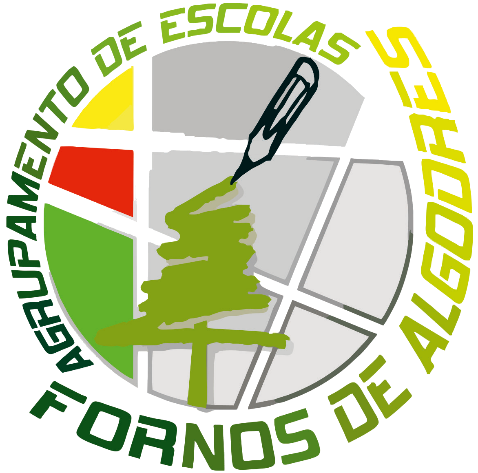 AGRUPAMENTO DE ESCOLAS
FORNOS DE ALGODRES